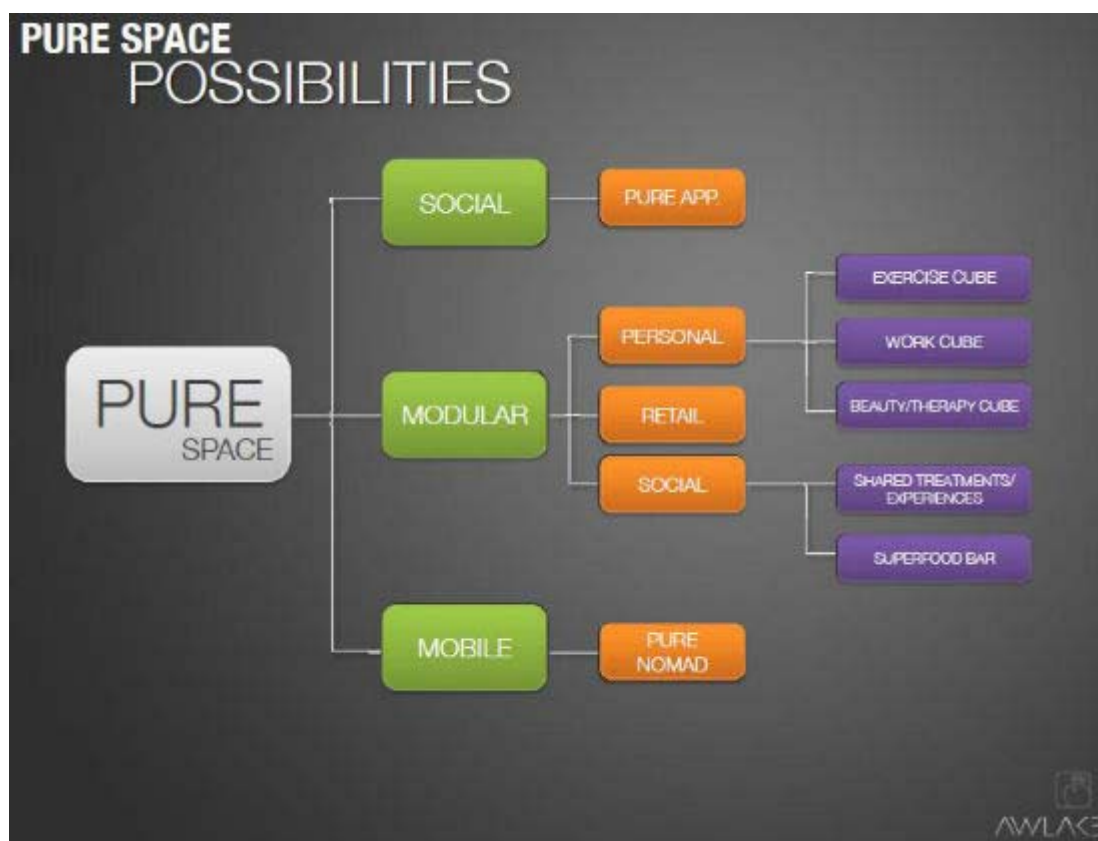 PURE SPACE
POSSIBILITIES
SOCIAL
PURE APP.
EXERCISE CUBE
PERSONAL
WORK CUBE
PURE
SPACE
MODULAR
RETAIL
BEAUTY/THERAPY CUBE
SOCIAL
SHARED TREATMENTS/
EXPERIENCES
SUPERFOOD BAR
MOBILE
PURE
NOMAD